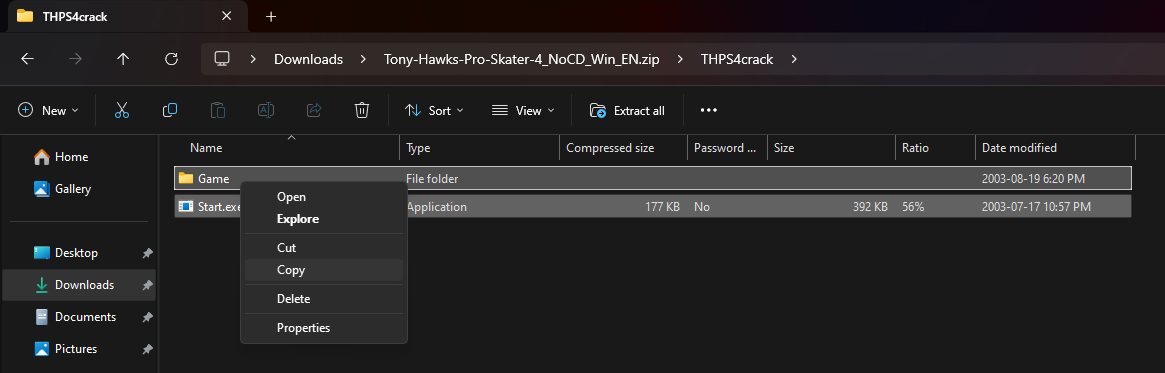 THPS4crack
Downloads > Tony-Hawks-Pro-Skater-4_NoCD_Win_EN.zip > THPS4crack >
New Sort View Extract all ...
Name Type Compressed size Password ... Size Ratio Date modified
Home
Gallery
Desktop
Downloads
Documents
Pictures
Game File folder 2003-08-19 6:20 PM
Start.exe Application 177 KB No 392 KB 56% 2003-07-17 10:57 PM
Open
Explore
Cut
Copy
Delete
Properties